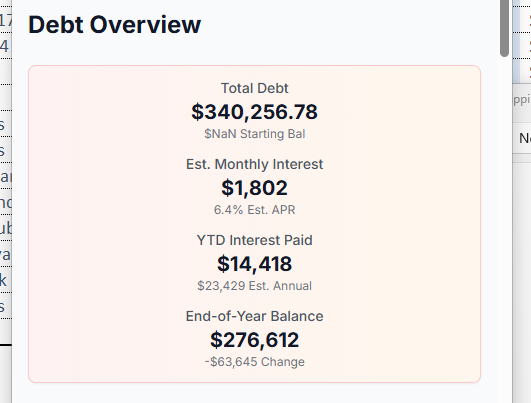 Debt Overview
Total Debt
$340,256.78
$NaN Starting Bal
Est. Monthly Interest
$1,802
6.4% Est. APR
YTD Interest Paid
$14,418
$23,429 Est. Annual
End-of-Year Balance
$276,612
-$63,645 Change